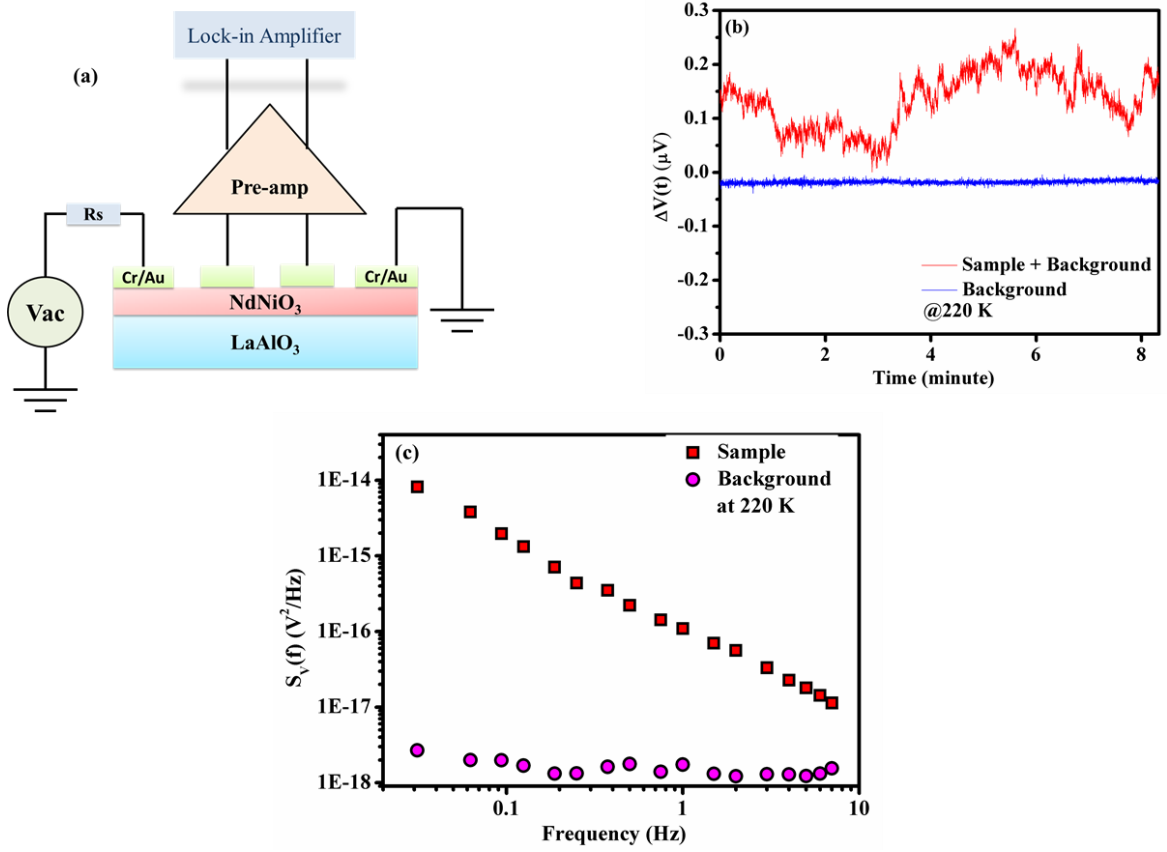 Lock-in Amplifier
(a)
Pre-amp
Rs
Cr/Au
Cr/Au
NdNiO3
Vac
LaAlO3
(b)
0.3
0.2
0.1
0.0
-0.1
-0.3
ΔV(t) (μV)
Sample + Background
Background
@220 K
0
2
4
6
8
Time (minute)
(c)
Sample
Background
at 220 K
1E-14
1E-15
1E-16
1E-17
1E-18
SV(f) (V²/Hz)
0.1
1
10
Frequency (Hz)